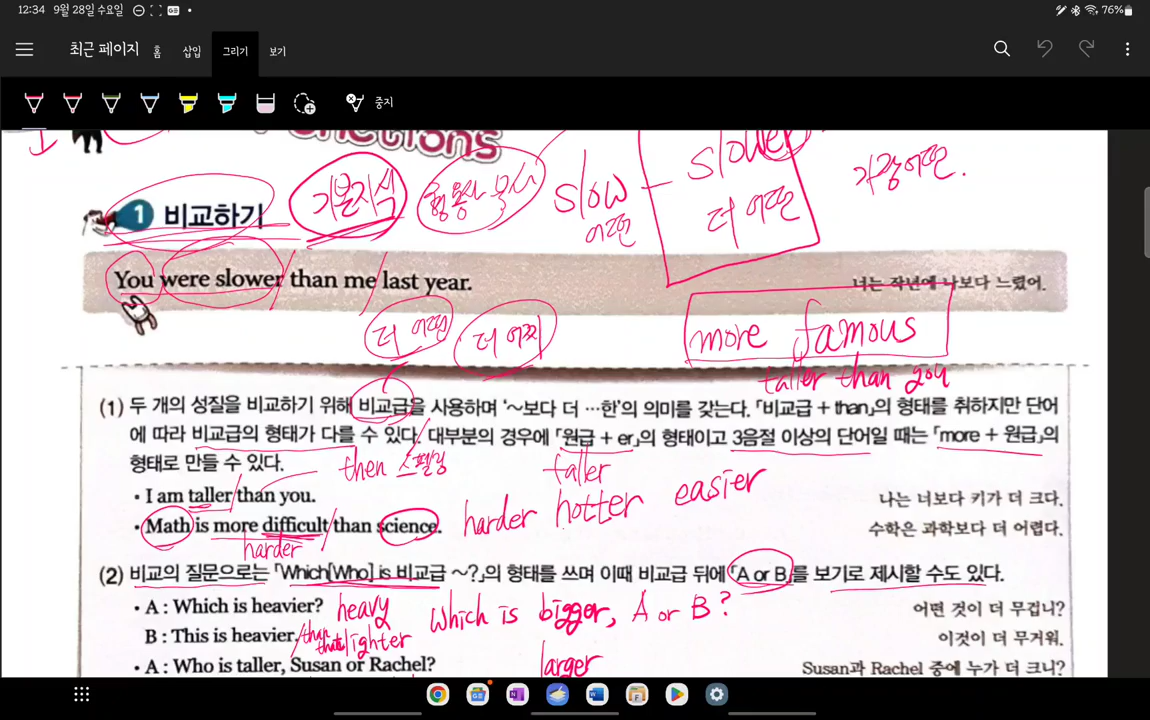 12:34 9월 28일 수요일
76%
최근 페이지 홈 삽입 그리기 보기
중지
nctions
slower
더 어떤
가장 어떤.
1 비교하기 기본지식 형용사 부사 slow
어떤
You were slower than me last year. 너는 작년에 나보다 느렸어.
더 어떤 더 어찌 more famous
taller than you
(1) 두 개의 성질을 비교하기 위해 비교급을 사용하며 '~보다 더 …한'의 의미를 갖는다. 「비교급 + than」의 형태를 취하지만 단어
에 따라 비교급의 형태가 다를 수 있다. 대부분의 경우에 「원급 + er」의 형태이고 3음절 이상의 단어일 때는 「more + 원급」의
형태로 만들 수 있다.
then 스펠링 taller
• I am taller than you. 나는 너보다 키가 더 크다.
harder hotter easier
• Math is more difficult than science. 수학은 과학보다 더 어렵다.
harder
(2) 비교의 질문으로는 「Which[Who] is 비교급 ~?」의 형태를 쓰며 이때 비교급 뒤에 「A or B」를 보기로 제시할 수도 있다.
• A : Which is heavier? heavy 어떤 것이 더 무겁니?
Which is bigger, A or B?
B : This is heavier. than that lighter 이것이 더 무거워.
larger
• A : Who is taller, Susan or Rachel? Susan과 Rachel 중에 누가 더 크니?